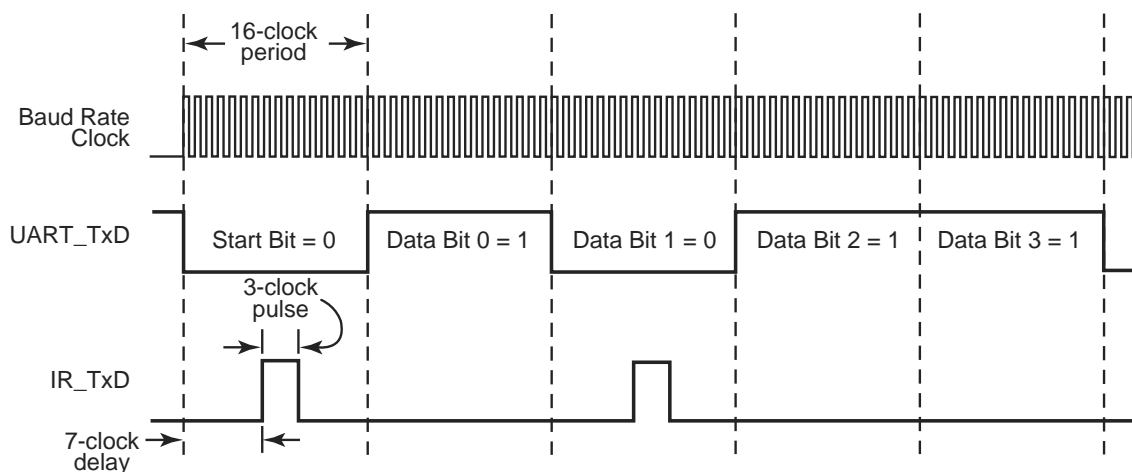 16-clock
period
Baud Rate
Clock
UART_TxD
Start Bit = 0
Data Bit 0 = 1
Data Bit 1 = 0
Data Bit 2 = 1
Data Bit 3 = 1
3-clock
pulse
IR_TxD
7-clock
delay